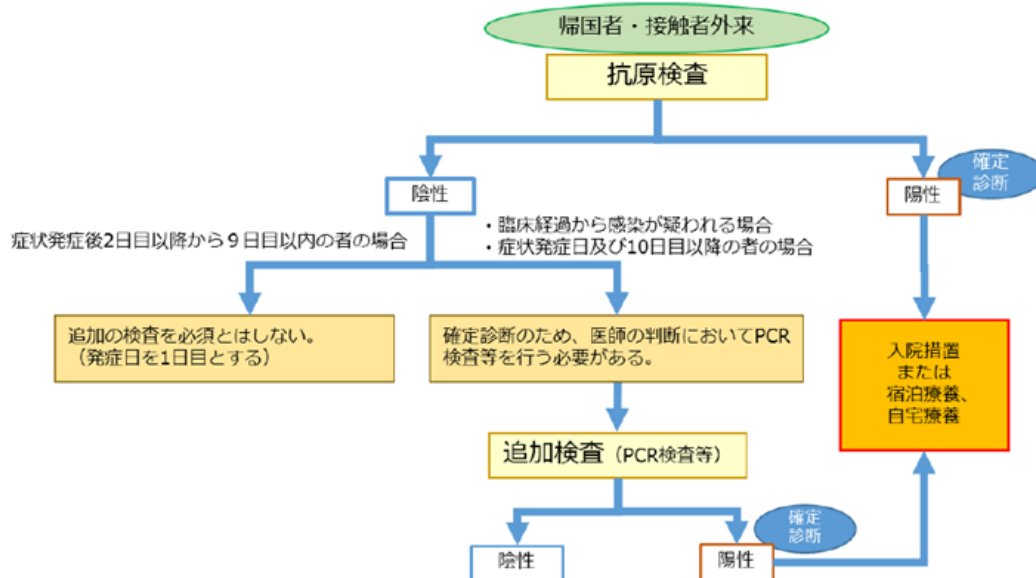 帰国者・接触者外来
抗原検査
確定
診断
陰性
陽性
症状発症後2日目以降から９日目以内の者の場合
・臨床経過から感染が疑われる場合
・症状発症日及び10日目以降の者の場合
追加の検査を必須とはしない。
（発症日を1日目とする）
確定診断のため、医師の判断においてPCR
検査等を行う必要がある。
入院措置
または
宿泊療養、
自宅療養
追加検査（PCR検査等）
確定
診断
陰性
陽性